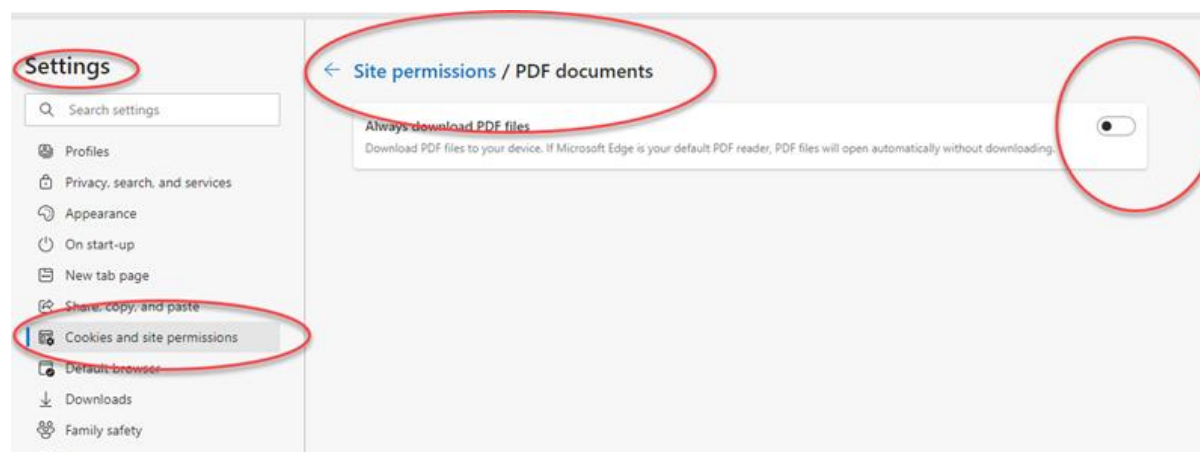 Settings
Search settings
Profiles
Privacy, search, and services
Appearance
On start-up
New tab page
Share, copy, and paste
Cookies and site permissions
Default browser
Downloads
Family safety
← Site permissions / PDF documents
Always download PDF files
Download PDF files to your device. If Microsoft Edge is your default PDF reader, PDF files will open automatically without downloading.